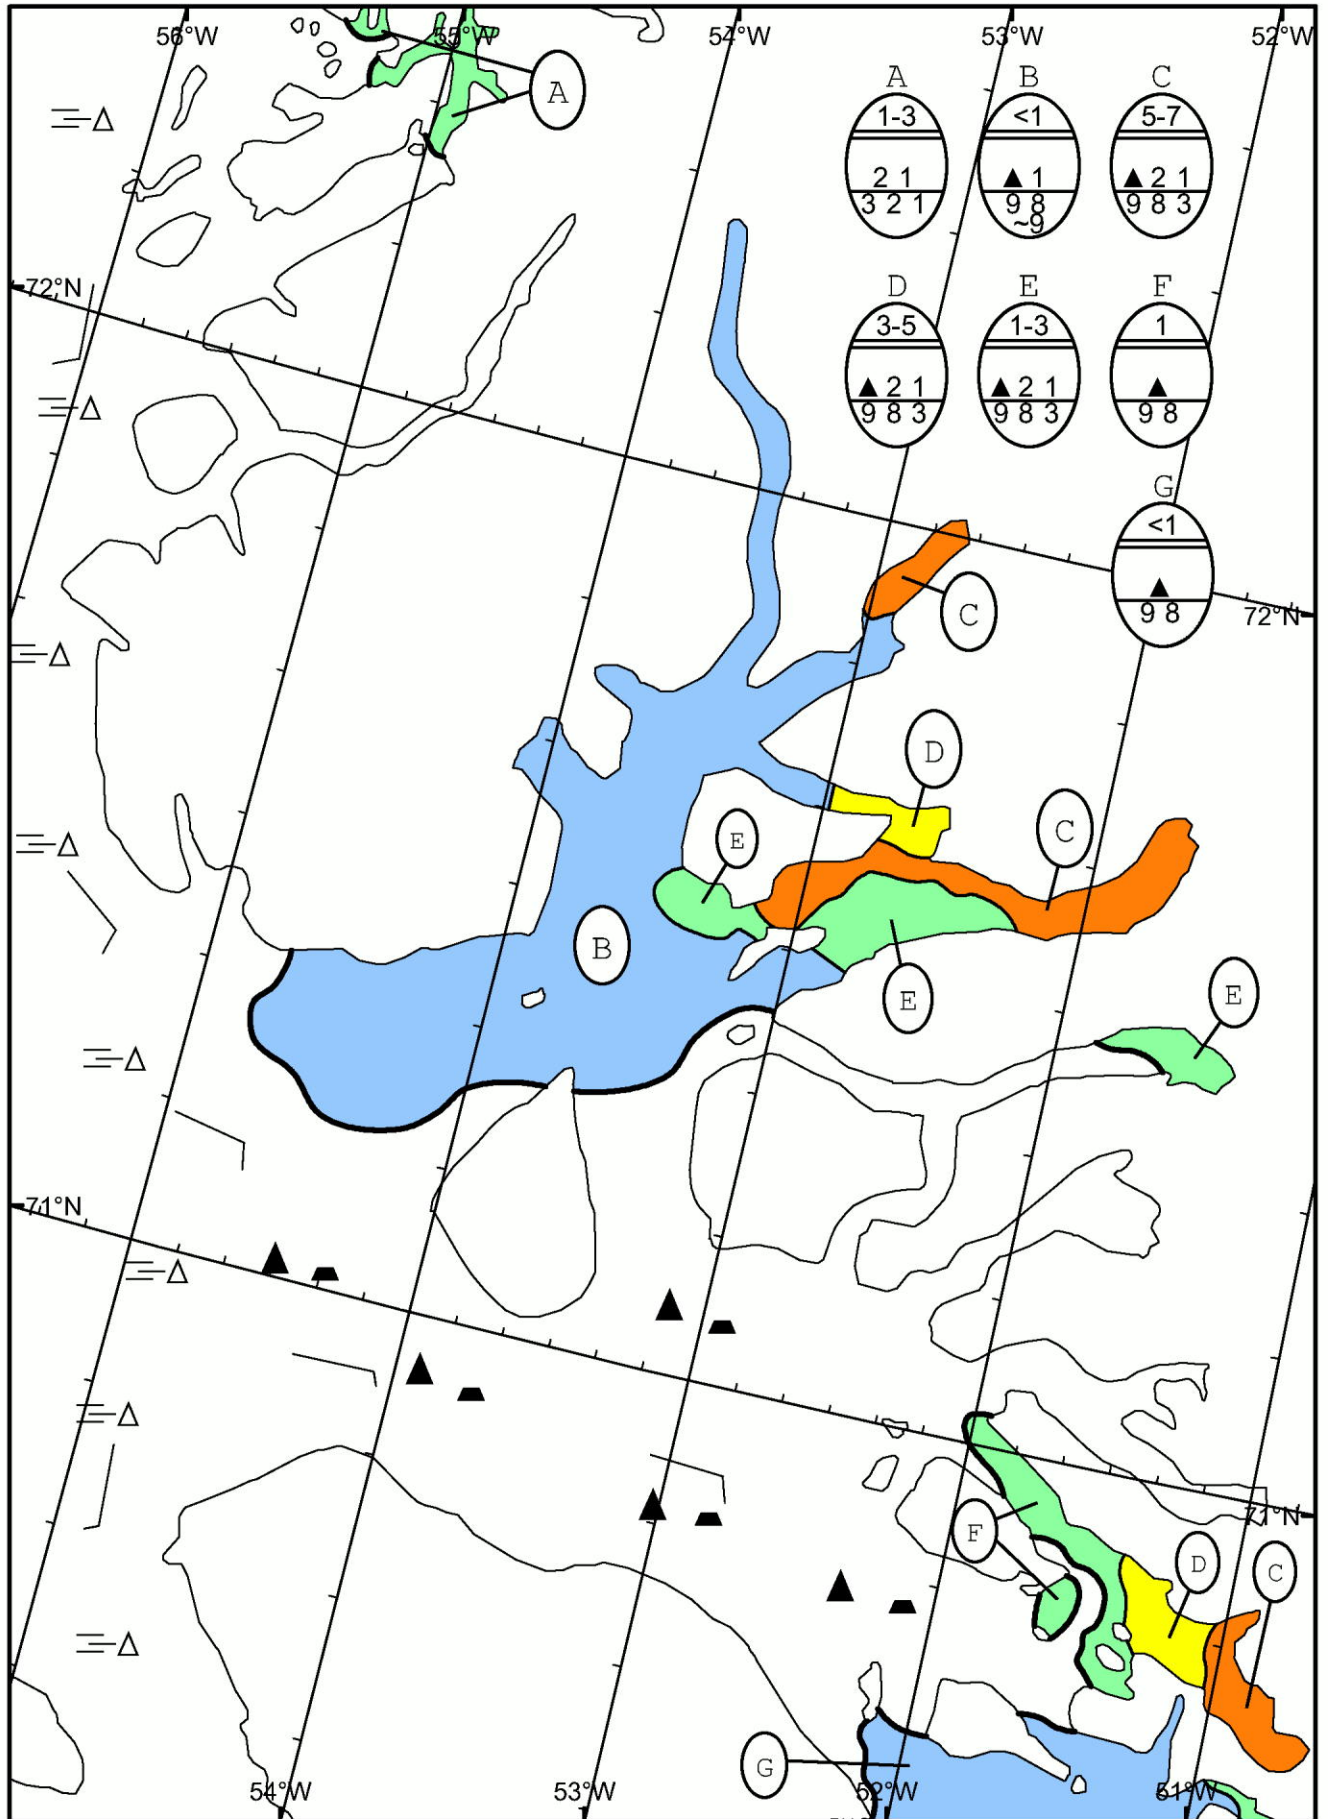 56°W 55°W 54°W 53°W 52°W
A
A B C
1-3 <1 5-7
2 1 ▲ 1 ▲ 2 1
3 2 1 9 8 9 8 3
~9
72°N
D E F
3-5 1-3 1
▲ 2 1 ▲ 2 1 ▲
9 8 3 9 8 3 9 8
G
<1
▲
9 8
C
72°N
D
C
E
B
E
E
71°N
71°N
F
D
C
G
54°W 53°W 52°W 51°W